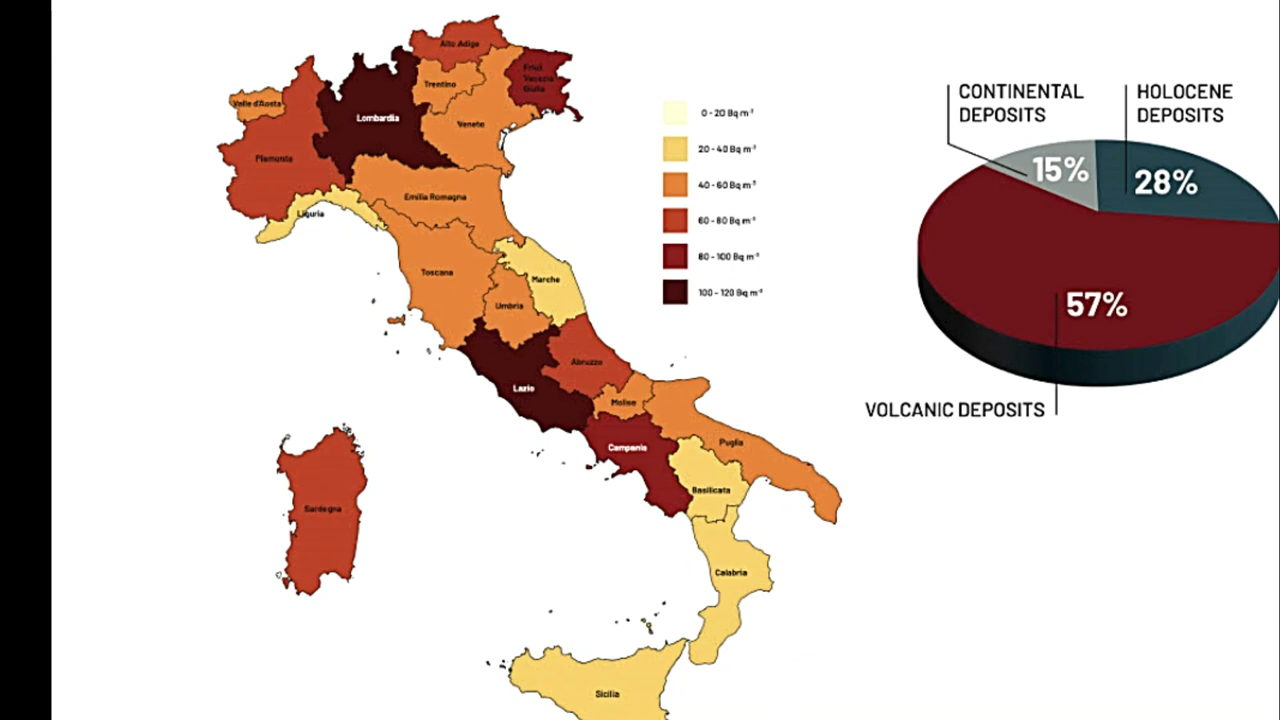 Alto Adige
Friuli
Venezia
Giulia
Trentino
Valle d'Aosta
Lombardia
Veneto
Piemonte
Emilia Romagna
Liguria
Toscana
Marche
Umbria
Abruzzo
Lazio
Molise
Campania
Puglia
Basilicata
Sardegna
Calabria
Sicilia
0 - 20 Bq m⁻³
20 - 40 Bq m⁻³
40 - 60 Bq m⁻³
60 - 80 Bq m⁻³
80 - 100 Bq m⁻³
100 - 120 Bq m⁻³
CONTINENTAL
DEPOSITS
HOLOCENE
DEPOSITS
15%
28%
57%
VOLCANIC DEPOSITS